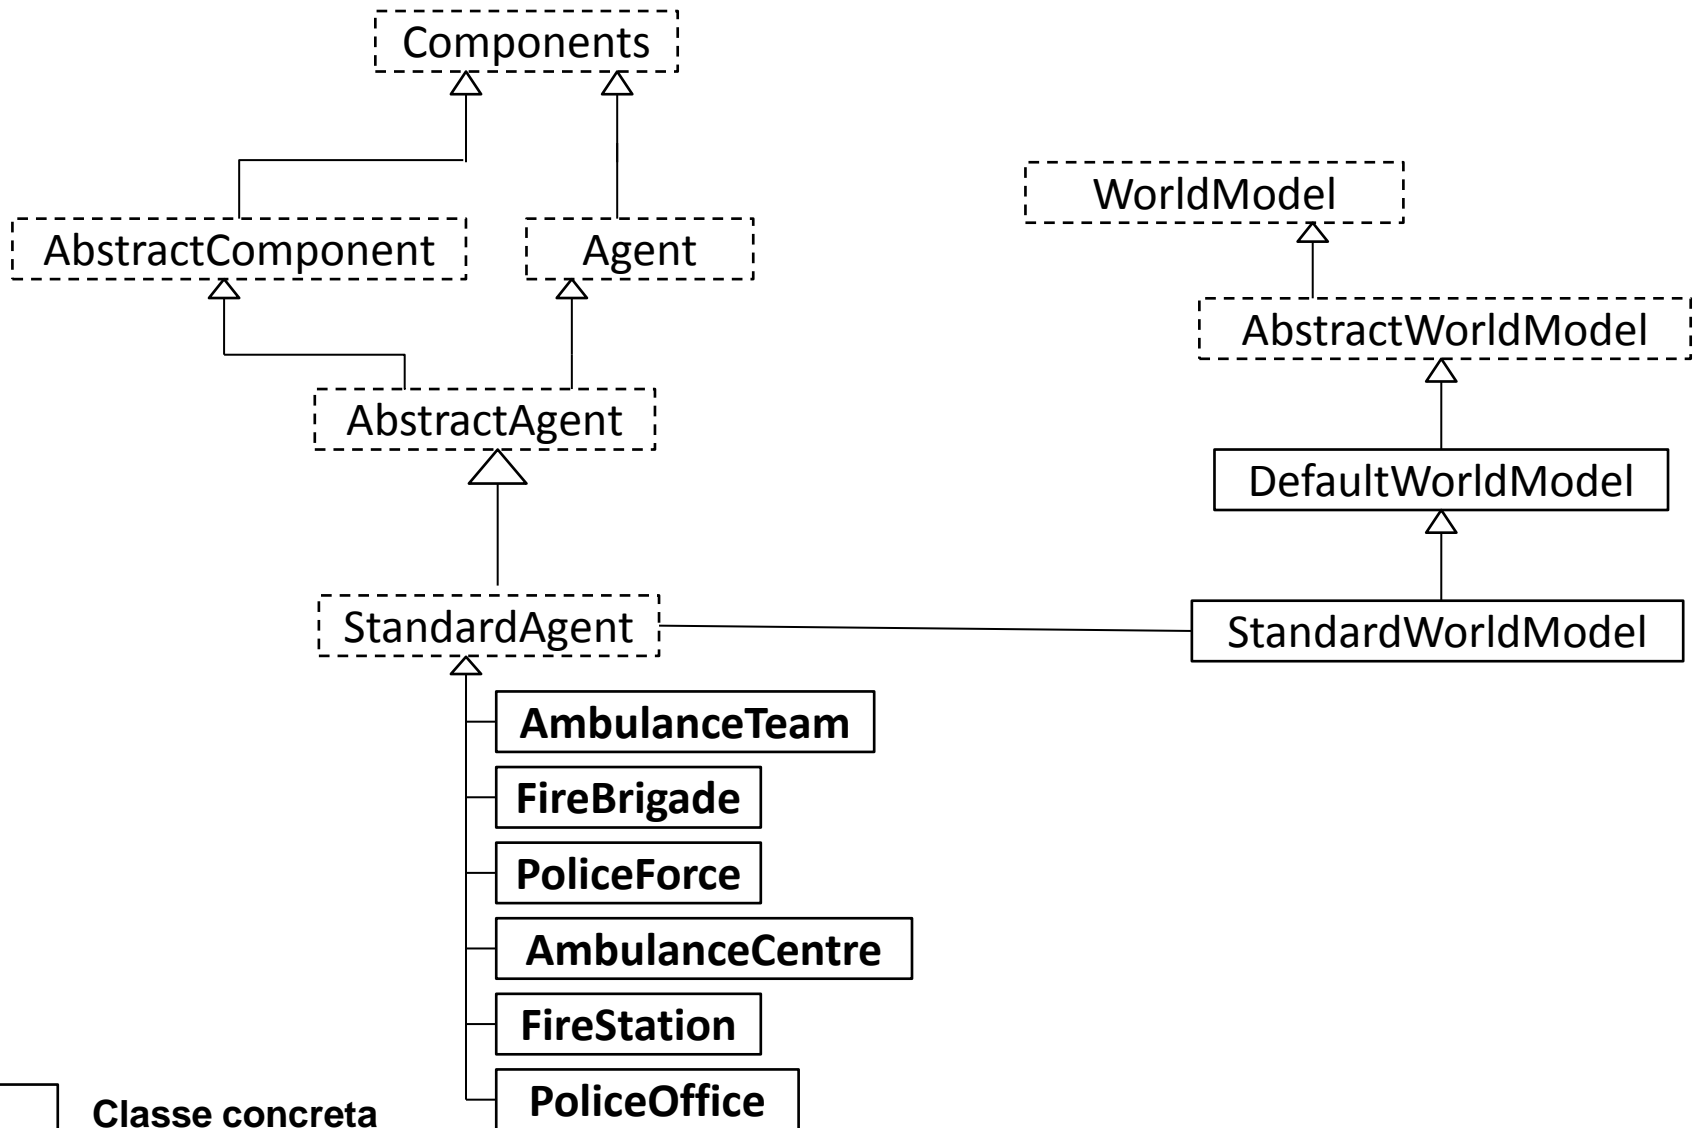 Components
WorldModel
AbstractComponent
Agent
AbstractWorldModel
AbstractAgent
DefaultWorldModel
StandardAgent
StandardWorldModel
AmbulanceTeam
FireBrigade
PoliceForce
AmbulanceCentre
FireStation
PoliceOffice
Classe concreta